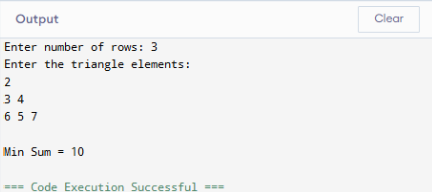 Output
Clear
Enter number of rows: 3
Enter the triangle elements:
2
3 4
6 5 7
Min Sum = 10
=== Code Execution Successful ===